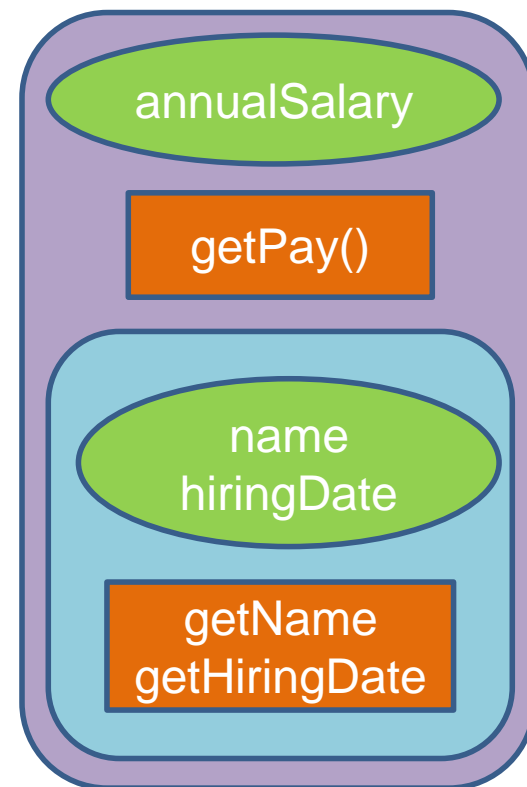 annualSalary
getPay()
name
hiringDate
getName
getHiringDate